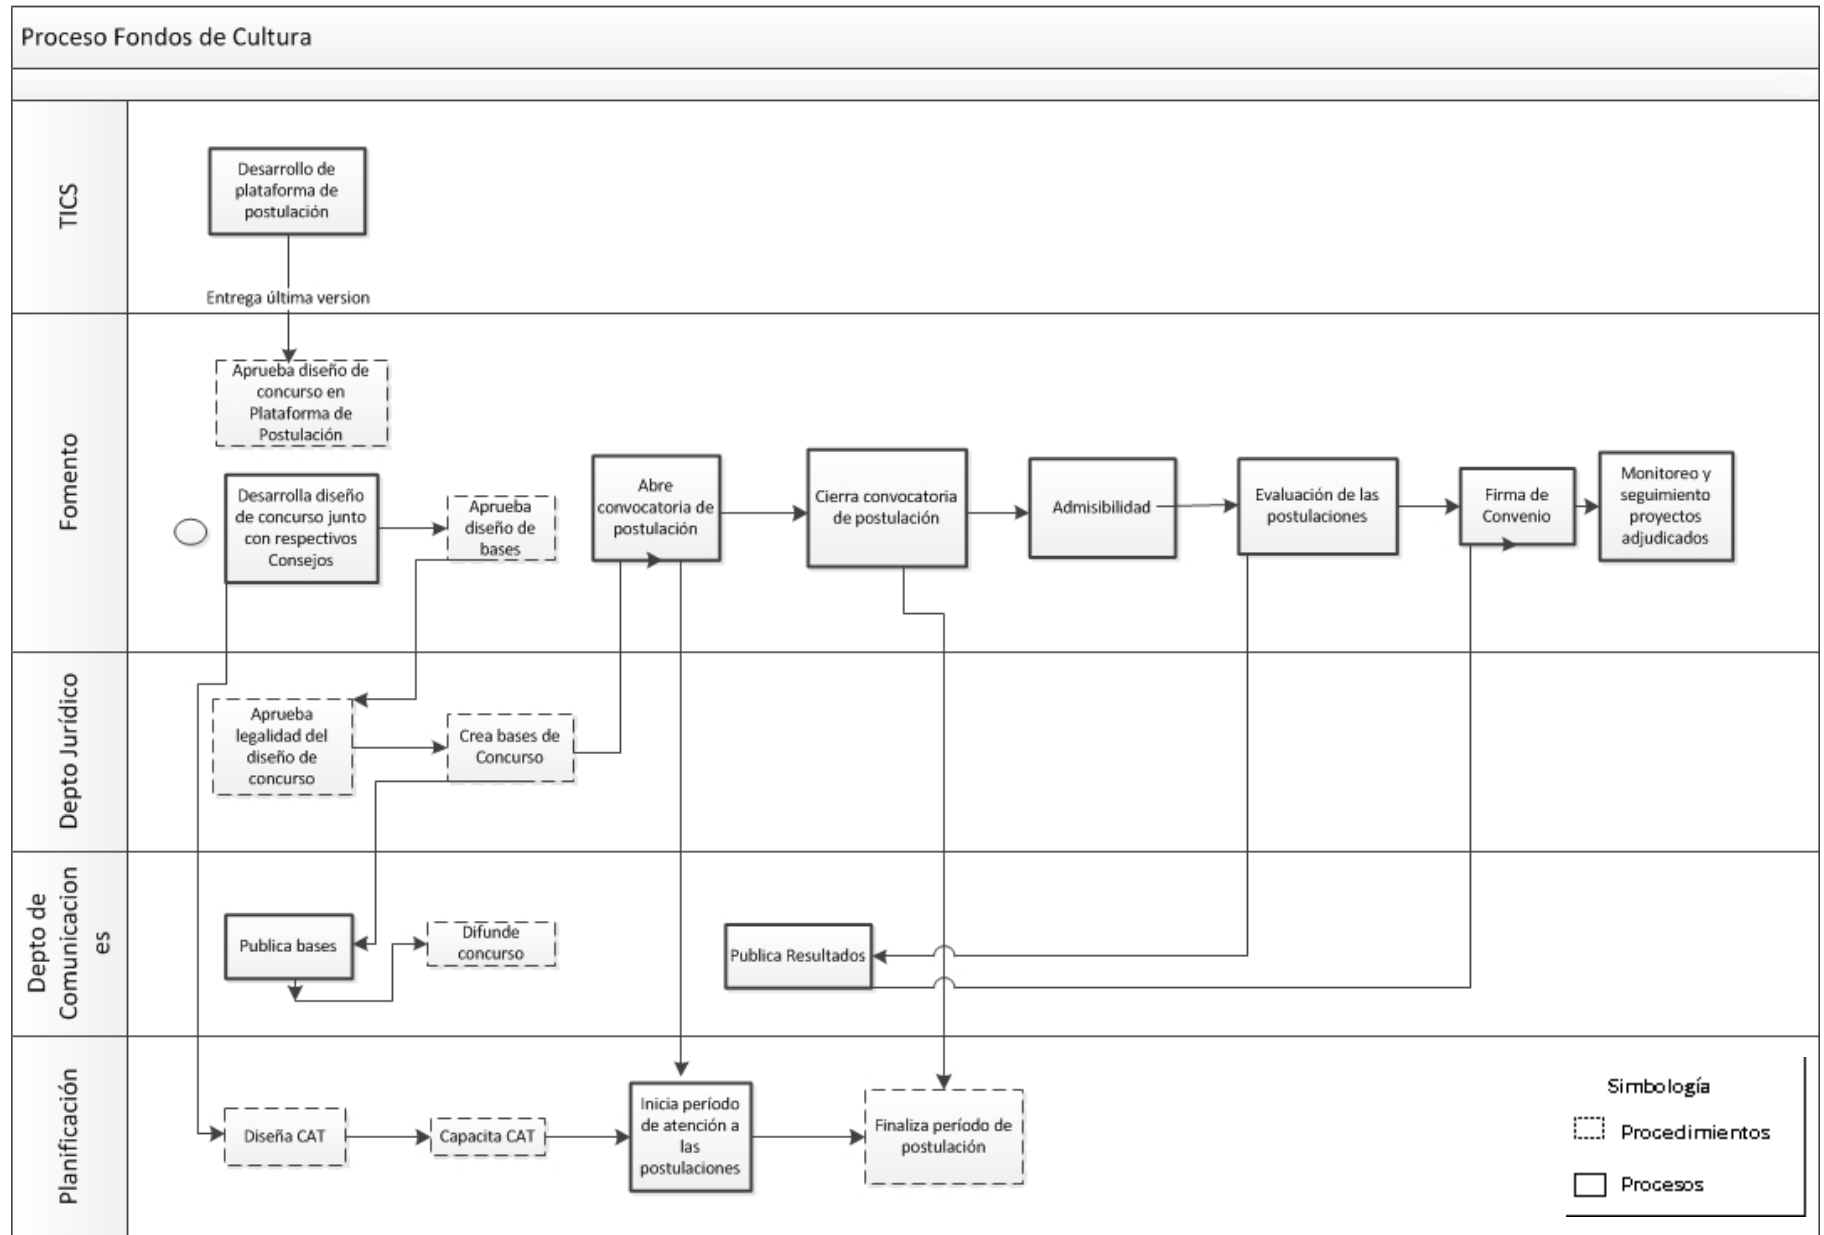 Proceso Fondos de Cultura
TICS
Desarrollo de
plataforma de
postulación
Entrega última version
Fomento
Aprueba diseño de
concurso en
Plataforma de
Postulación
Desarrolla diseño
de concurso junto
con respectivos
Consejos
Aprueba
diseño de
bases
Abre
convocatoria de
postulación
Cierra convocatoria
de postulación
Admisibilidad
Evaluación de las
postulaciones
Firma de
Convenio
Monitoreo y
seguimiento
proyectos
adjudicados
Depto Jurídico
Aprueba
legalidad del
diseño de
concurso
Crea bases de
Concurso
Depto de
Comunicacion
es
Publica bases
Difunde
concurso
Publica Resultados
Planificación
Diseña CAT
Capacita CAT
Inicia período
de atención a
las
postulaciones
Finaliza período de
postulación
Simbología
Procedimientos
Procesos